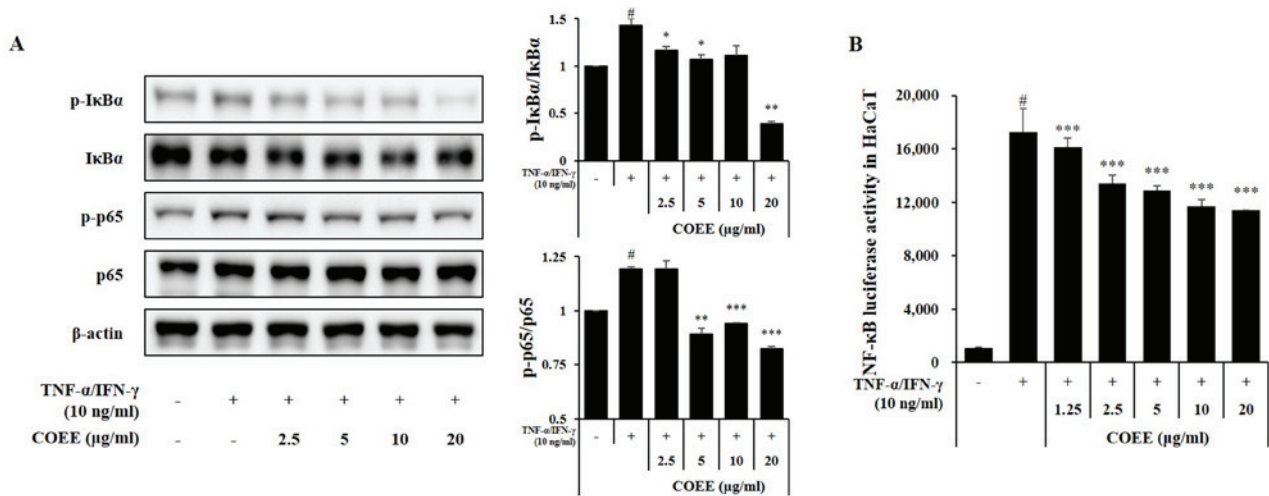 A
p-IκBα
IκBα
p-p65
p65
β-actin
TNF-α/IFN-γ
(10 ng/ml)
- + + + + +
COEE (μg/ml) - - 2.5 5 10 20
p-IκBα/IκBα
1.5
1
0.5
0
#
*
*
**
TNF-α/IFN-γ
(10 ng/ml)
- + + + + +
2.5 5 10 20
COEE (μg/ml)
p-p65/p65
1.25
1
0.75
0.5
#
**
***
***
TNF-α/IFN-γ
(10 ng/ml)
- + + + + +
2.5 5 10 20
COEE (μg/ml)
B
NF-κB luciferase activity in HaCaT
20,000
16,000
12,000
8,000
4,000
0
#
***
***
***
***
***
TNF-α/IFN-γ
(10 ng/ml)
- + + + + + +
1.25 2.5 5 10 20
COEE (μg/ml)